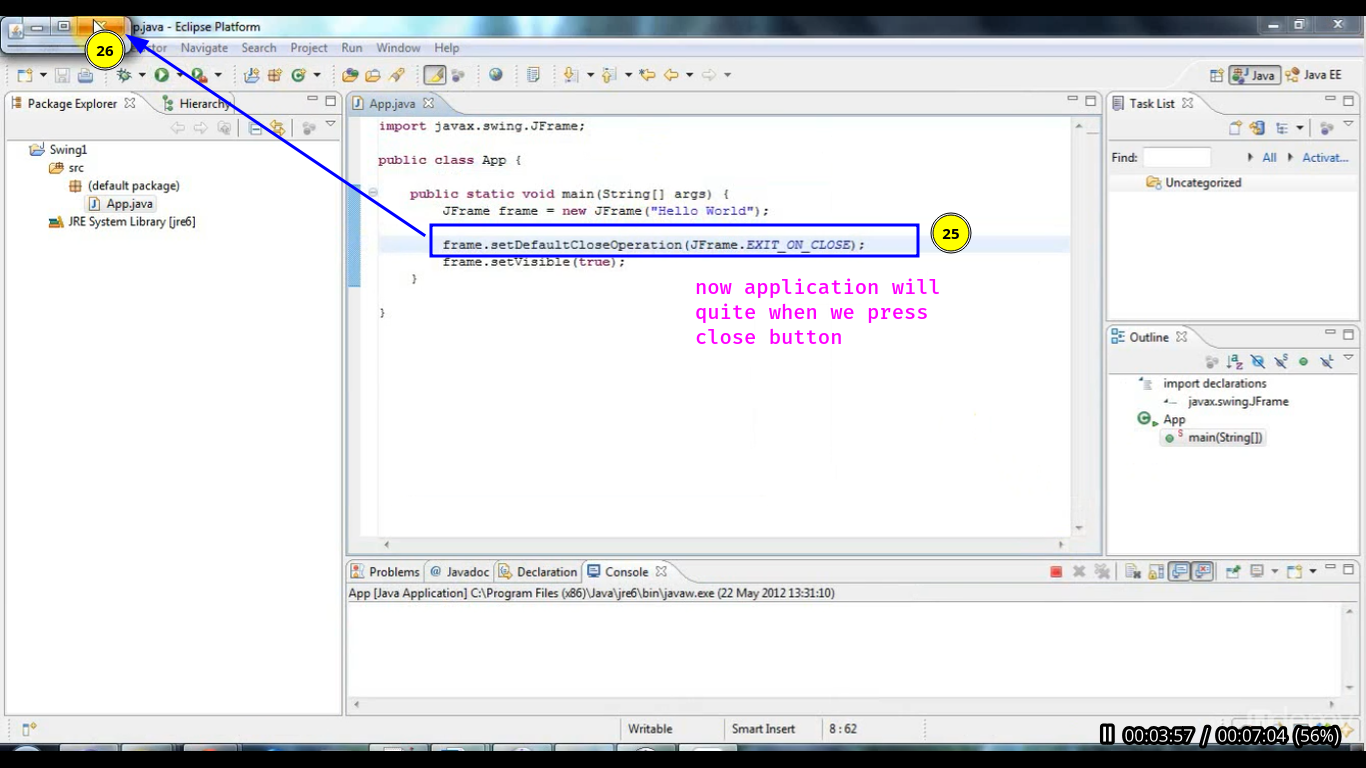 p.java - Eclipse Platform
26
tor Navigate Search Project Run Window Help
Java Java EE
Package Explorer Hierarchy
App.java
Task List
Find: All Activat...
Uncategorized
Swing1
src
(default package)
App.java
JRE System Library [jre6]
import javax.swing.JFrame;
public class App {
public static void main(String[] args) {
JFrame frame = new JFrame("Hello World");
frame.setDefaultCloseOperation(JFrame.EXIT_ON_CLOSE);
25
frame.setVisible(true);
}
}
now application will
quite when we press
close button
Outline
import declarations
javax.swing.JFrame
App
main(String[])
Problems Javadoc Declaration Console
App [Java Application] C:\Program Files (x86)\Java\jre6\bin\javaw.exe (22 May 2012 13:31:10)
Writable Smart Insert 8 : 62
00:03:57 / 00:07:04 (56%)